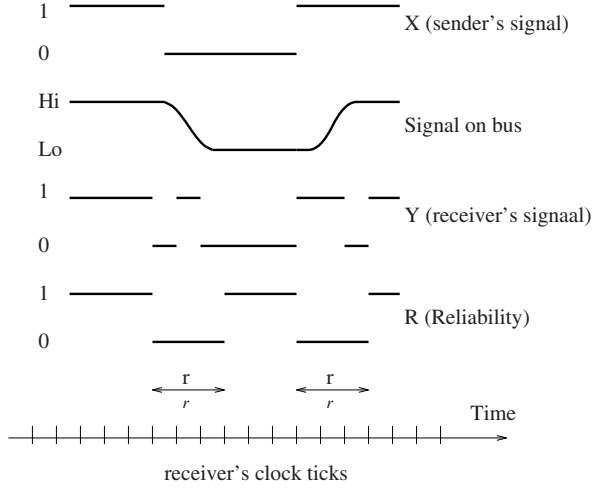 1
X (sender's signal)
0
Hi
Signal on bus
Lo
1
Y (receiver's signaal)
0
1
R (Reliability)
0
r r
r r
Time
receiver's clock ticks